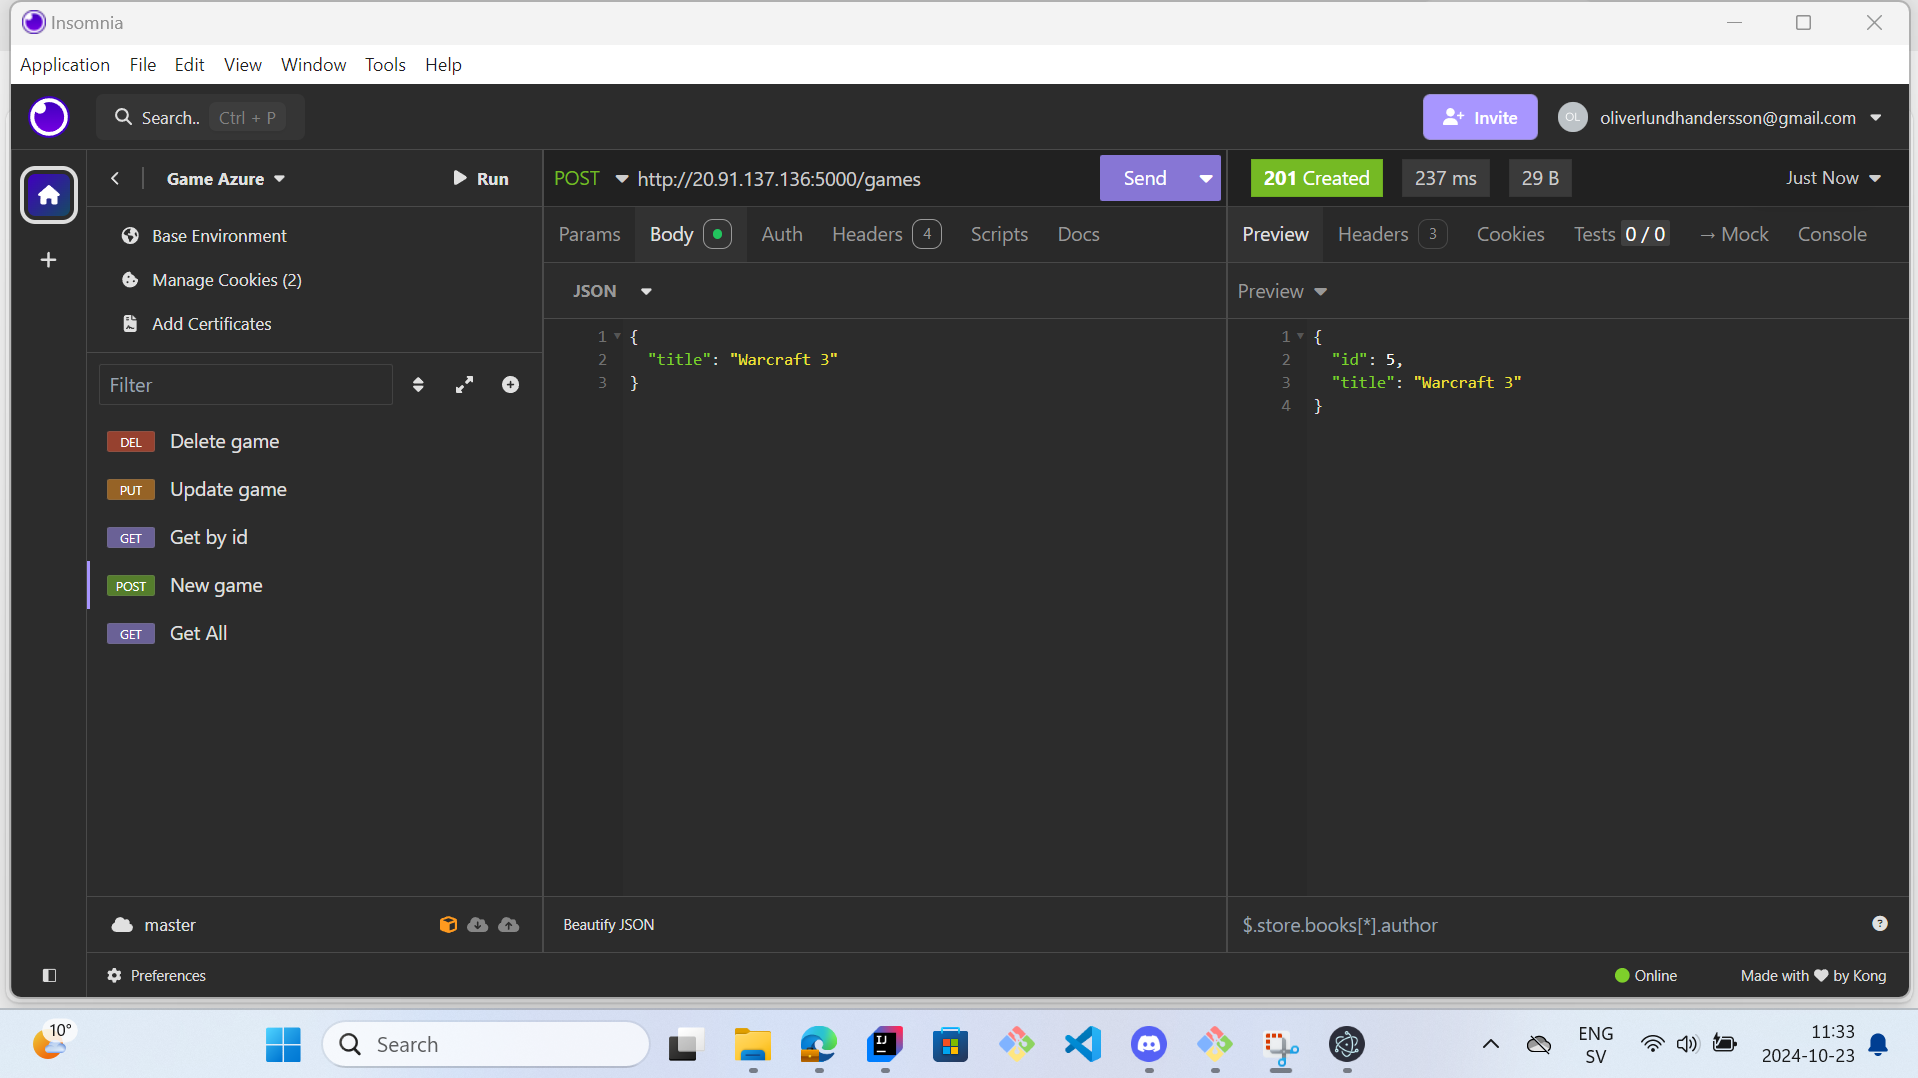 Insomnia
Application File Edit View Window Tools Help
Search.. Ctrl + P
Invite
OL
oliverlundhandersson@gmail.com
Game Azure
Run
POST http://20.91.137.136:5000/games
Send
201 Created 237 ms 29 B
Just Now
Base Environment
Manage Cookies (2)
Add Certificates
Params Body Auth Headers 4 Scripts Docs
Preview Headers 3 Cookies Tests 0 / 0 → Mock Console
JSON
Preview
Filter
DEL Delete game
PUT Update game
GET Get by id
POST New game
GET Get All
1 {
2 "title": "Warcraft 3"
3 }
1 {
2 "id": 5,
3 "title": "Warcraft 3"
4 }
master
Beautify JSON
$.store.books[*].author
?
Preferences
Online
Made with ❤ by Kong
10°
Search
IJ
ENG
SV
11:33
2024-10-23